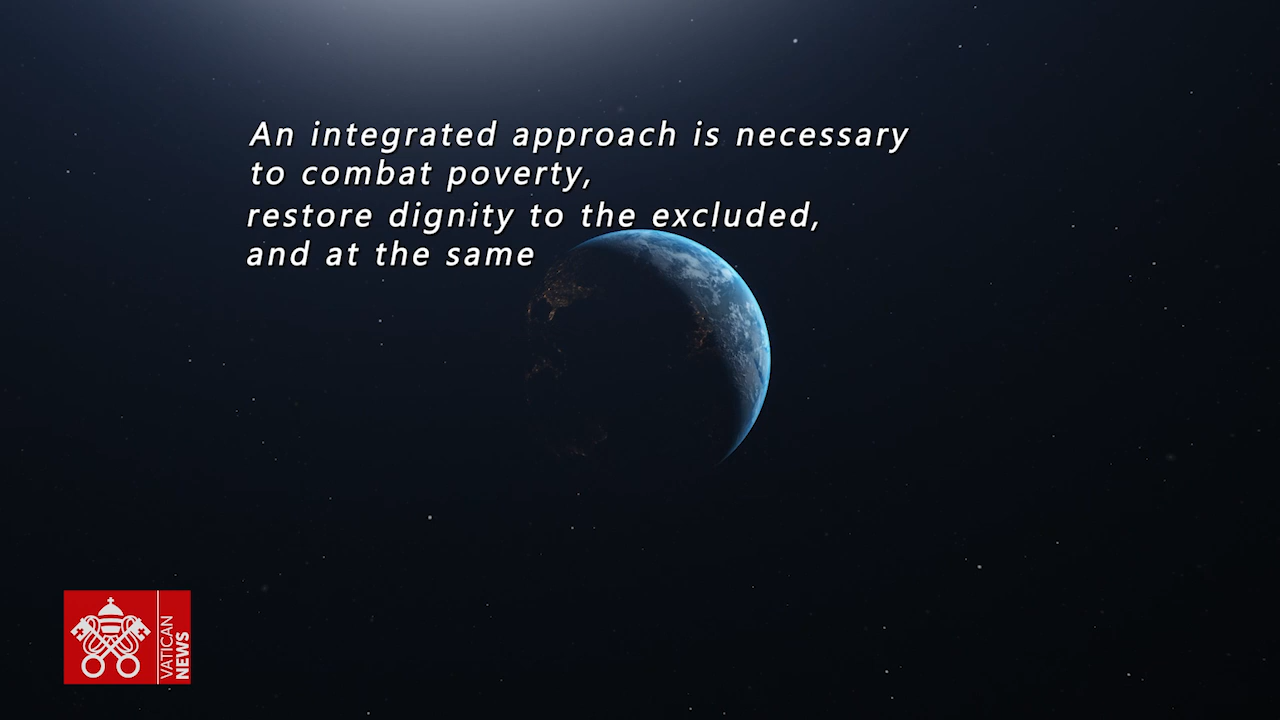 An integrated approach is necessary
to combat poverty,
restore dignity to the excluded,
and at the same
VATICAN
NEWS